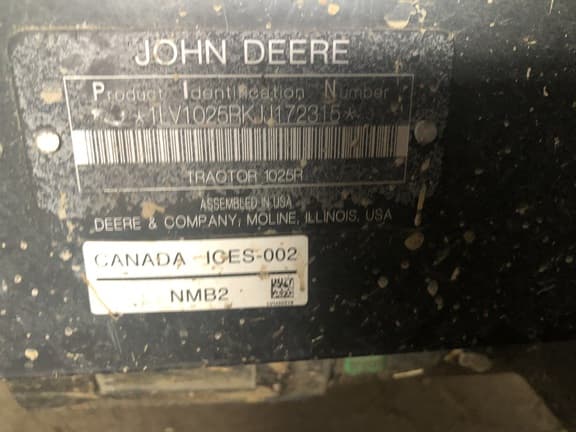 JOHN DEERE
Product Identification Number
*1LV1025RKJJ172315*
TRACTOR 1025R
ASSEMBLED IN USA
DEERE & COMPANY, MOLINE, ILLINOIS, USA
CANADA ICES-002
NMB2